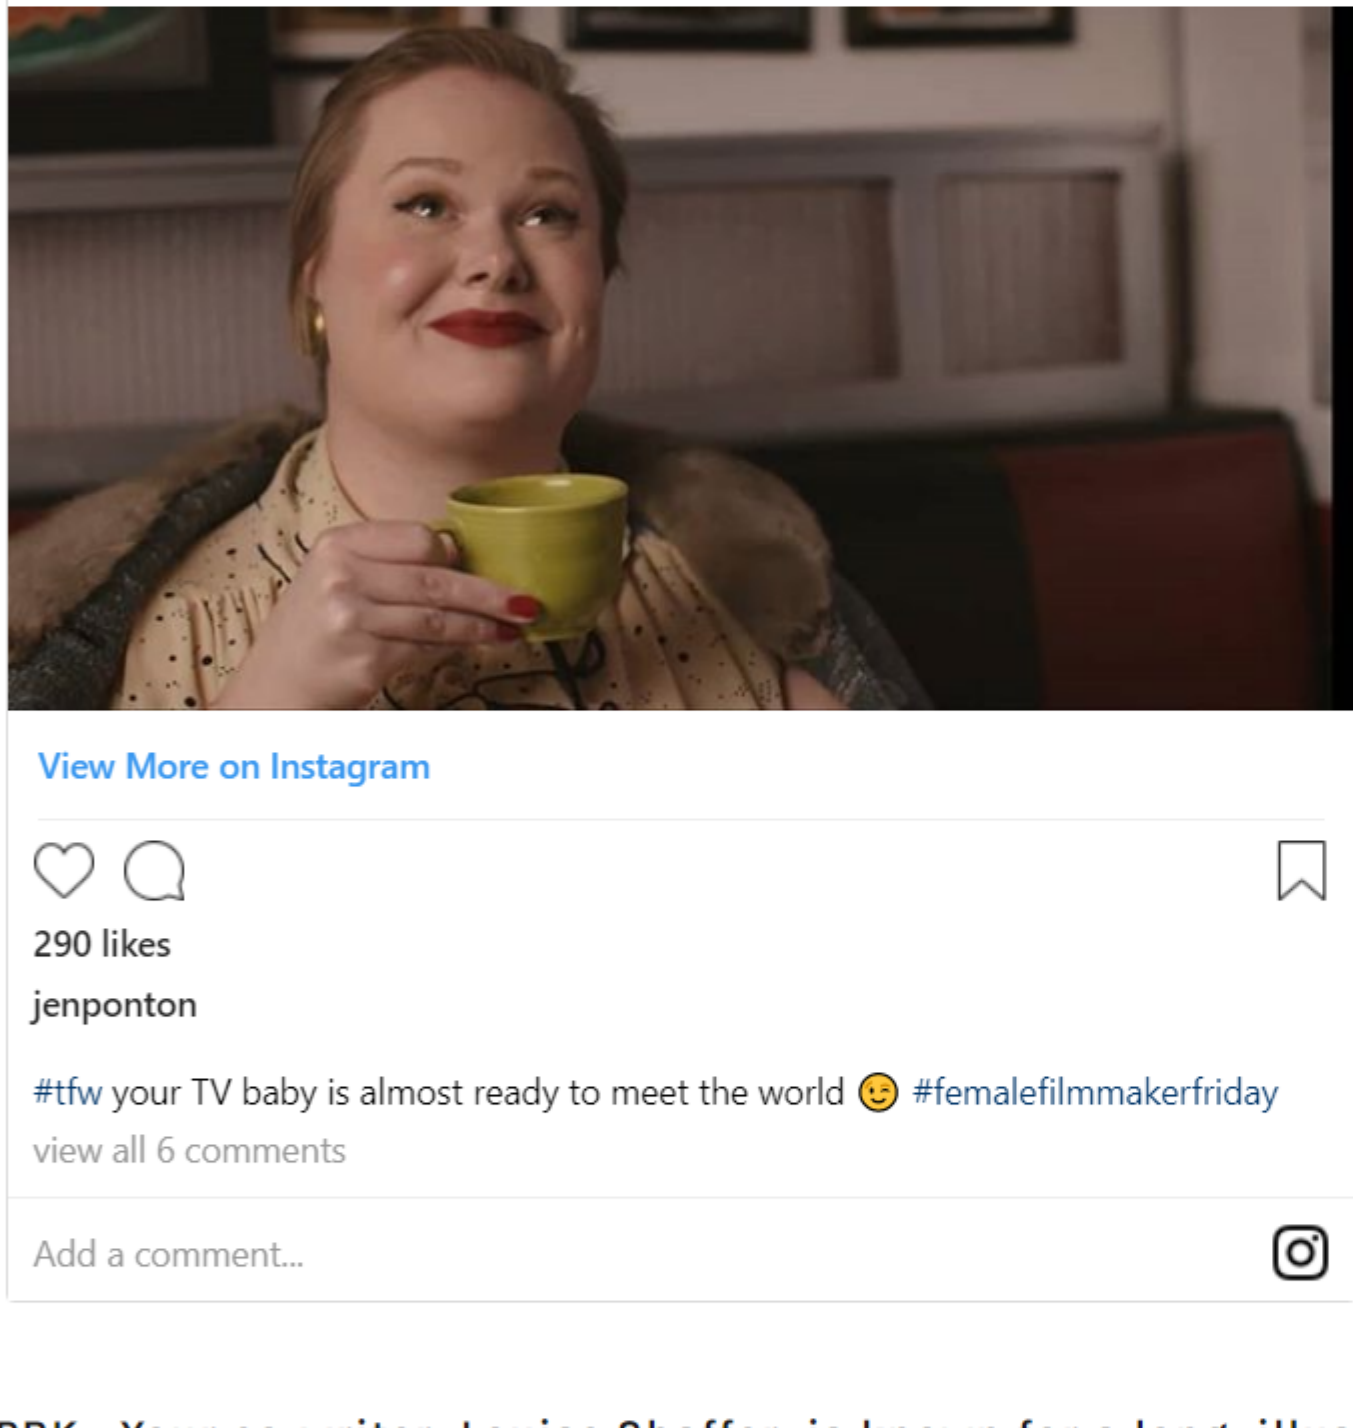 View More on Instagram
290 likes
jenponton
#tfw your TV baby is almost ready to meet the world 😉 #femalefilmmakerfriday
view all 6 comments
Add a comment...